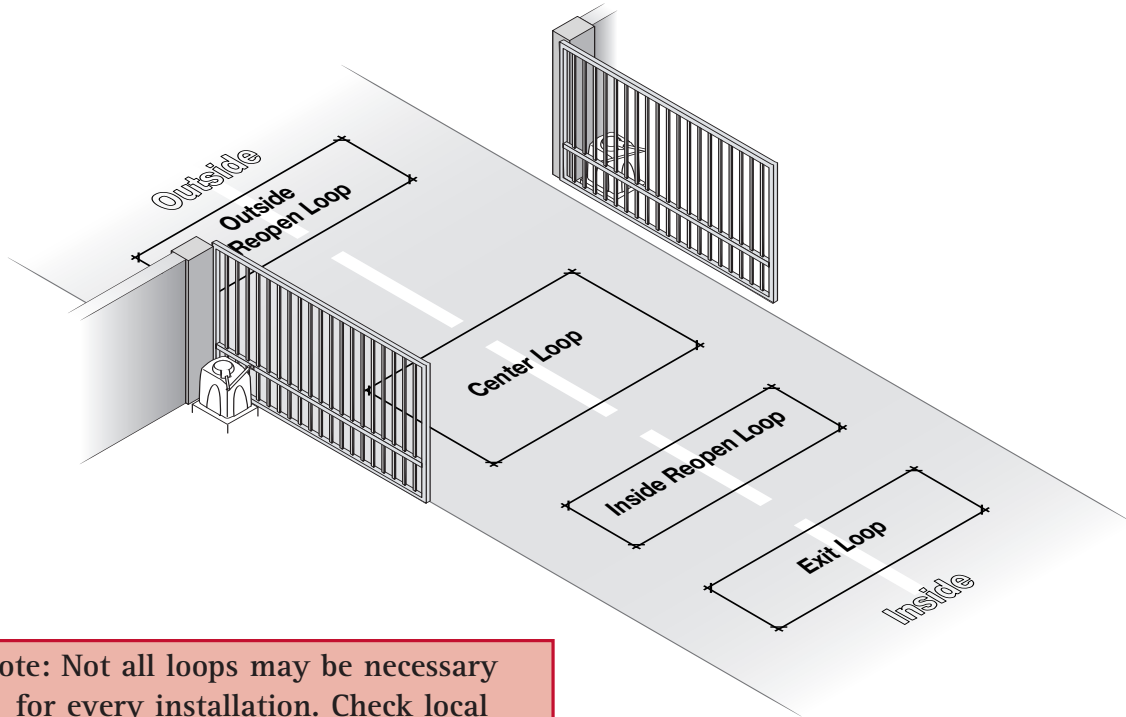 Outside
Outside
Reopen Loop
Center Loop
Inside Reopen Loop
Exit Loop
Inside
ote: Not all loops may be necessary
for every installation. Check local